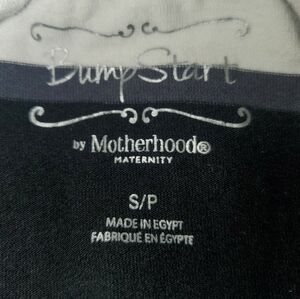 BumpStart
by Motherhood®
MATERNITY
S/P
MADE IN EGYPT
FABRIQUÉ EN ÉGYPTE